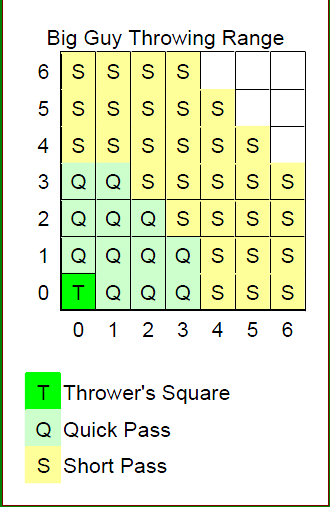 Big Guy Throwing Range
6 S S S S
5 S S S S S
4 S S S S S S
3 Q Q S S S S S
2 Q Q Q S S S S
1 Q Q Q Q S S S
0 T Q Q Q S S S
0 1 2 3 4 5 6
T Thrower's Square
Q Quick Pass
S Short Pass